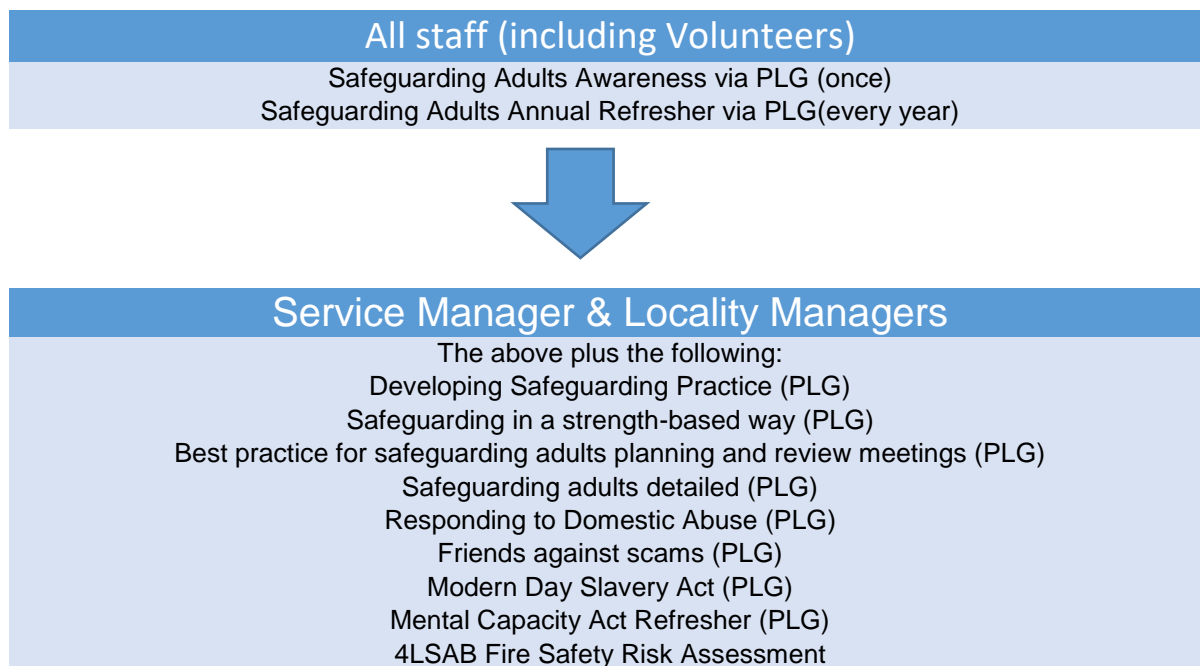 All staff (including Volunteers)
Safeguarding Adults Awareness via PLG (once)
Safeguarding Adults Annual Refresher via PLG(every year)
Service Manager & Locality Managers
The above plus the following:
Developing Safeguarding Practice (PLG)
Safeguarding in a strength-based way (PLG)
Best practice for safeguarding adults planning and review meetings (PLG)
Safeguarding adults detailed (PLG)
Responding to Domestic Abuse (PLG)
Friends against scams (PLG)
Modern Day Slavery Act (PLG)
Mental Capacity Act Refresher (PLG)
4LSAB Fire Safety Risk Assessment